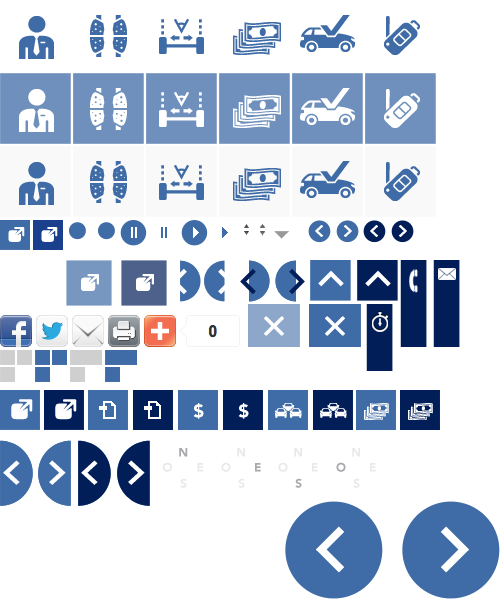 0
$ $
N N N N
O E O E O E O E
S S S S